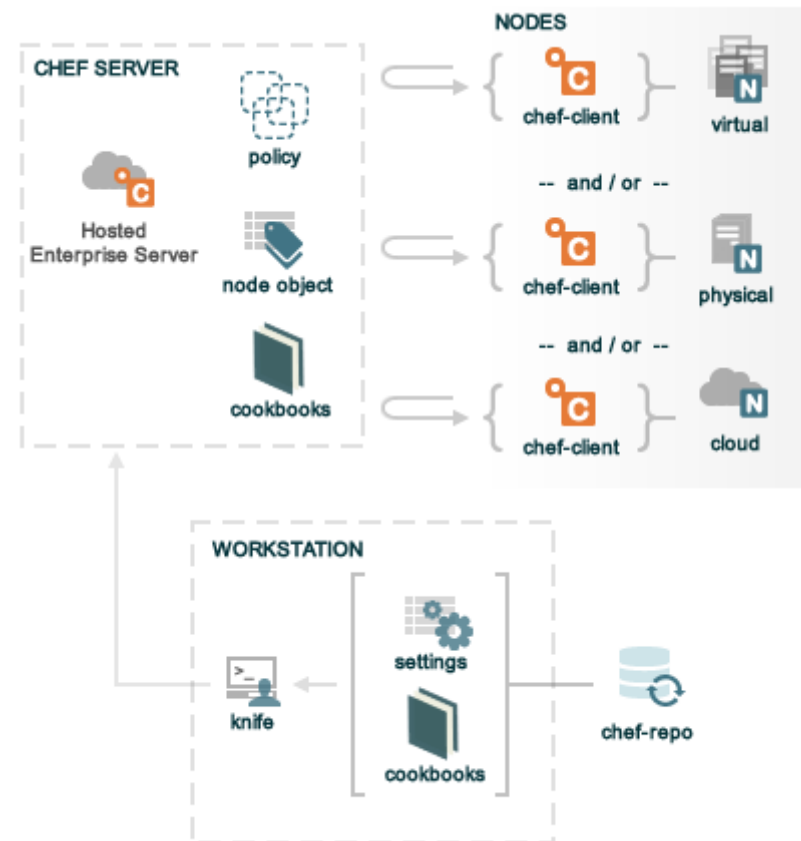 NODES
CHEF SERVER
policy
Hosted
Enterprise Server
node object
cookbooks
C
C
chef-client
N
virtual
-- and / or --
C
chef-client
N
physical
-- and / or --
C
chef-client
N
cloud
WORKSTATION
>_
knife
settings
cookbooks
chef-repo